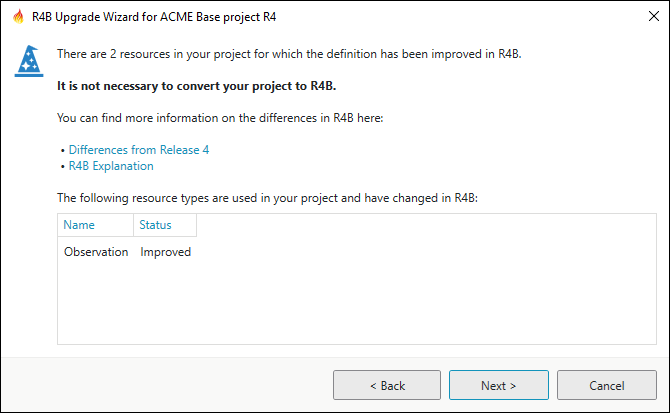 R4B Upgrade Wizard for ACME Base project R4
There are 2 resources in your project for which the definition has been improved in R4B.
It is not necessary to convert your project to R4B.
You can find more information on the differences in R4B here:
• Differences from Release 4
• R4B Explanation
The following resource types are used in your project and have changed in R4B:
Name Status
Observation Improved
< Back Next > Cancel